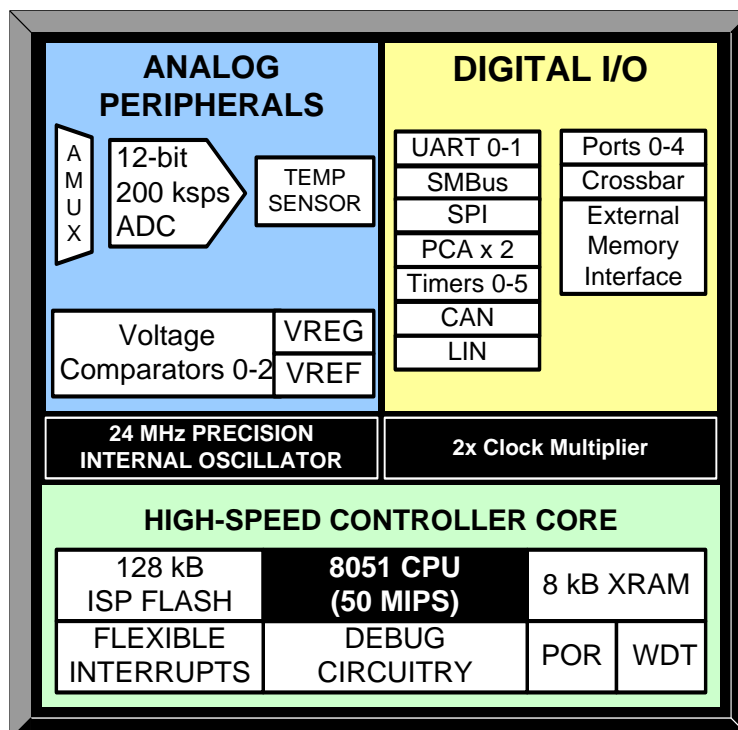 ANALOG
PERIPHERALS
A
M
U
X
12-bit
200 ksps
ADC
TEMP
SENSOR
Voltage
Comparators 0-2
VREG
VREF
DIGITAL I/O
UART 0-1
SMBus
SPI
PCA x 2
Timers 0-5
CAN
LIN
Ports 0-4
Crossbar
External
Memory
Interface
24 MHz PRECISION
INTERNAL OSCILLATOR
2x Clock Multiplier
HIGH-SPEED CONTROLLER CORE
128 kB
ISP FLASH
8051 CPU
(50 MIPS)
8 kB XRAM
FLEXIBLE
INTERRUPTS
DEBUG
CIRCUITRY
POR
WDT